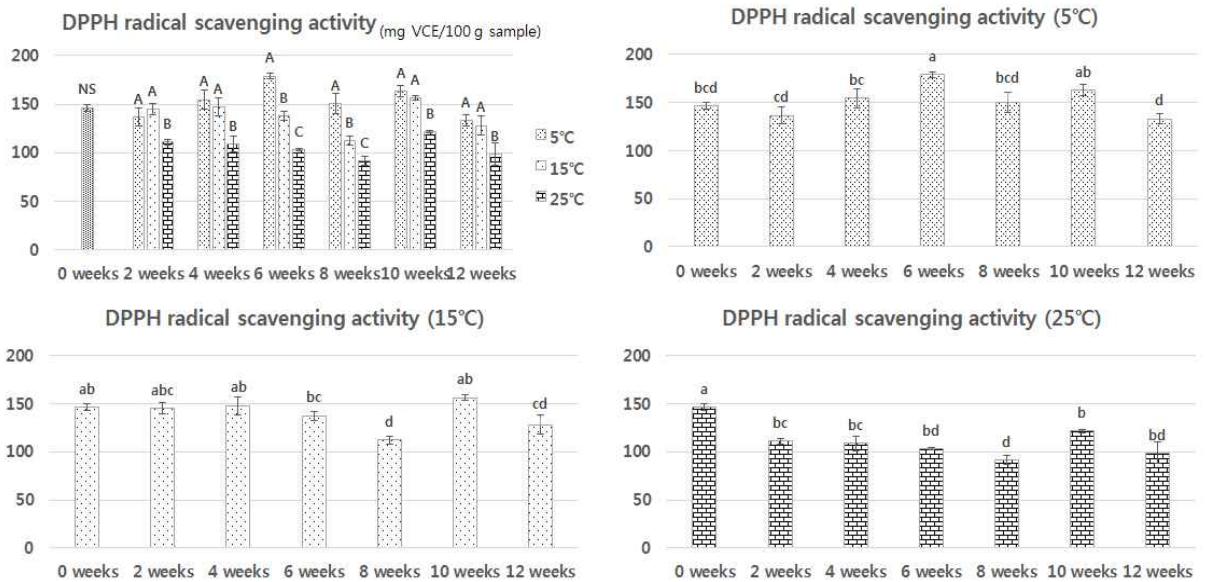 DPPH radical scavenging activity (mg VCE/100 g sample)
200
150
100
50
0
NS
A A B
A A B
A B C
A B C
A A B
A A B
5℃
15℃
25℃
0 weeks 2 weeks 4 weeks 6 weeks 8 weeks 10 weeks 12 weeks
DPPH radical scavenging activity (5℃)
200
150
100
50
0
bcd cd bc a bcd ab d
0 weeks 2 weeks 4 weeks 6 weeks 8 weeks 10 weeks 12 weeks
DPPH radical scavenging activity (15℃)
200
150
100
50
0
ab abc ab bc d ab cd
0 weeks 2 weeks 4 weeks 6 weeks 8 weeks 10 weeks 12 weeks
DPPH radical scavenging activity (25℃)
200
150
100
50
0
a bc bc bd d b bd
0 weeks 2 weeks 4 weeks 6 weeks 8 weeks 10 weeks 12 weeks